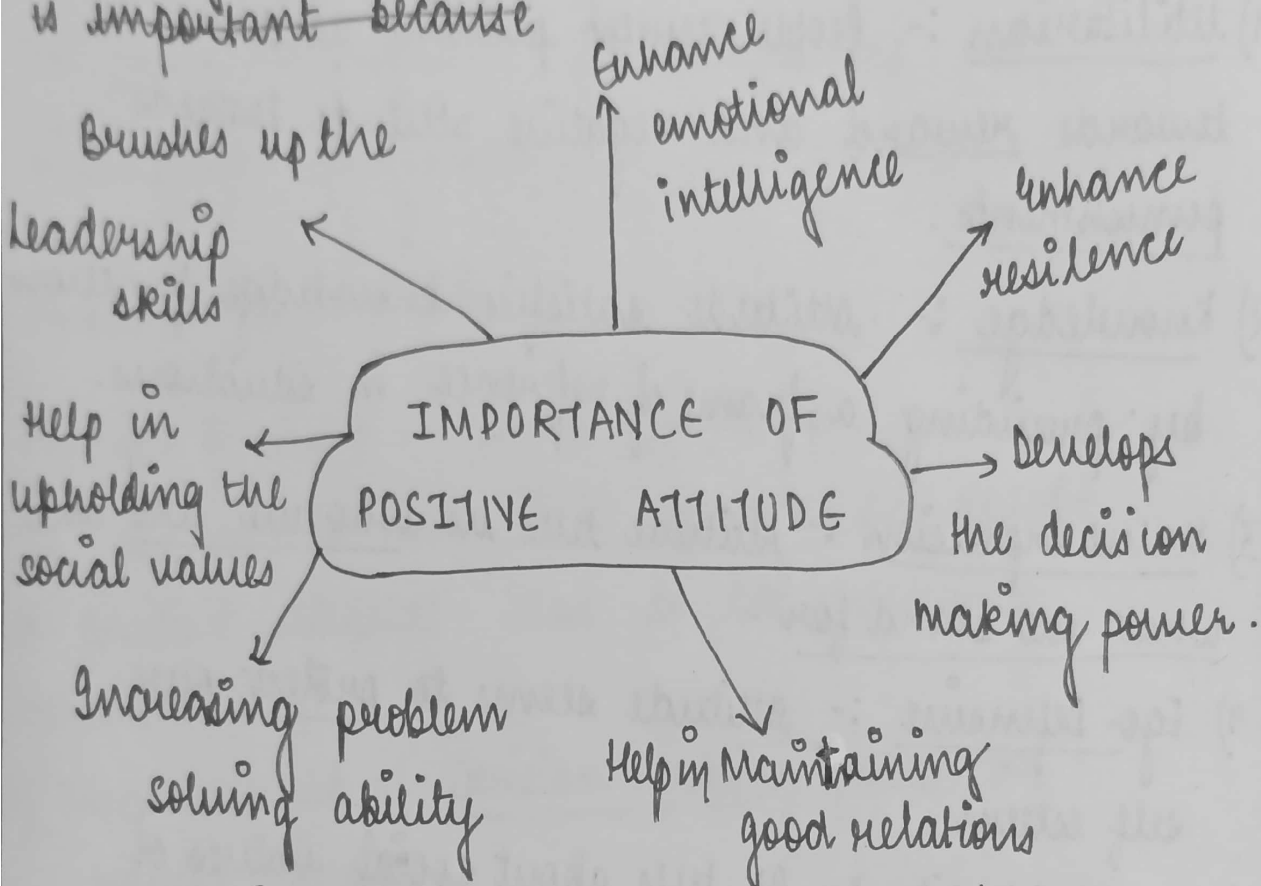 is important because
Enhance
emotional
intelligence
Enhance
resilence
Brushes up the
Leadership
skills
IMPORTANCE OF
POSITIVE ATTITUDE
Help in
upholding the
social values
Develops
the decision
making power.
Increasing problem
solving ability
Help in Maintaining
good relations